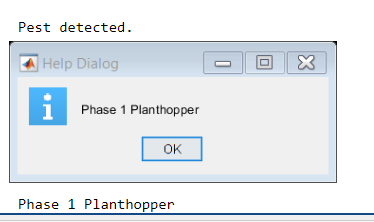 Pest detected.
Help Dialog
Phase 1 Planthopper
OK
Phase 1 Planthopper